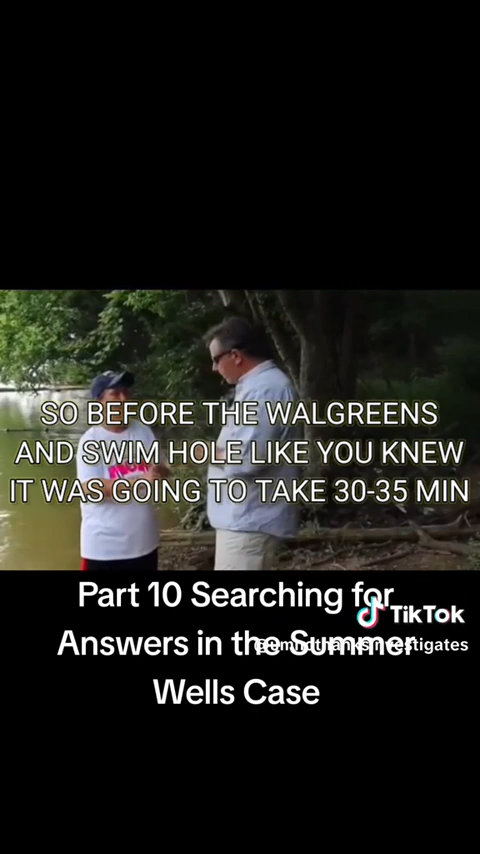 SO BEFORE THE WALGREENS
AND SWIM HOLE LIKE YOU KNEW
IT WAS GOING TO TAKE 30-35 MIN
Part 10 Searching for
TikTok
Answers in the Summer
Wells Case